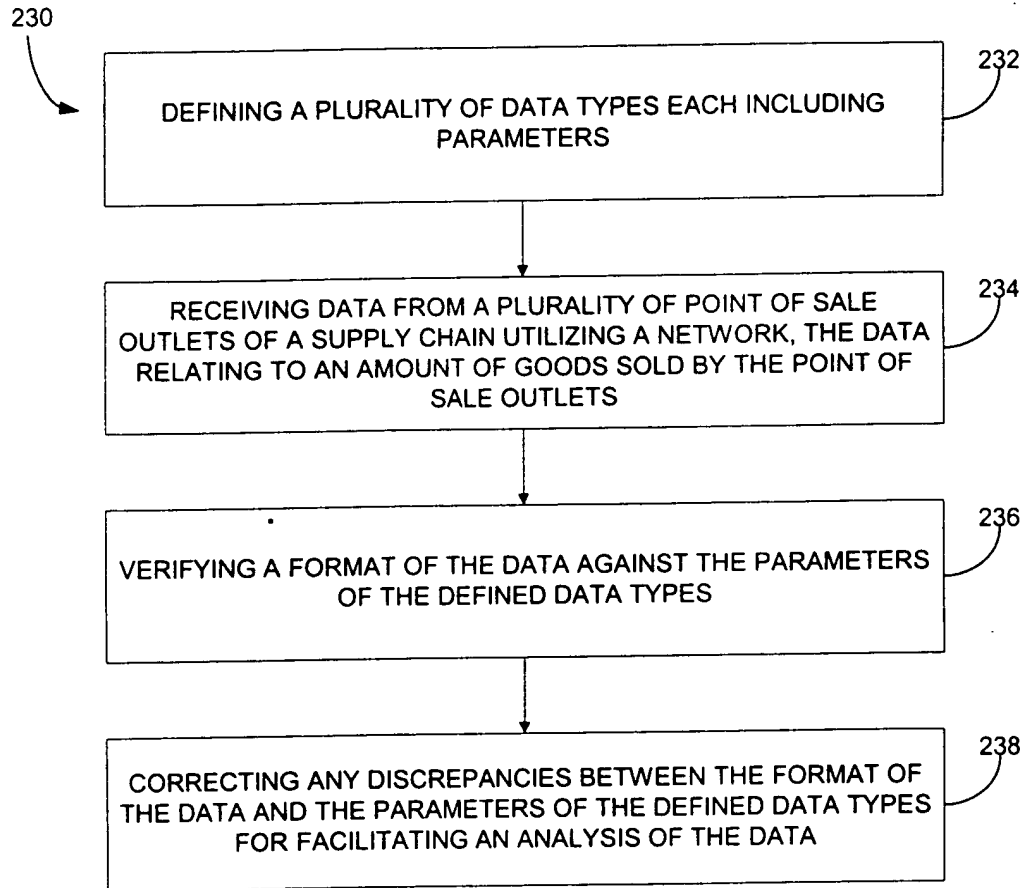 230
232
DEFINING A PLURALITY OF DATA TYPES EACH INCLUDING
PARAMETERS
234
RECEIVING DATA FROM A PLURALITY OF POINT OF SALE
OUTLETS OF A SUPPLY CHAIN UTILIZING A NETWORK, THE DATA
RELATING TO AN AMOUNT OF GOODS SOLD BY THE POINT OF
SALE OUTLETS
236
VERIFYING A FORMAT OF THE DATA AGAINST THE PARAMETERS
OF THE DEFINED DATA TYPES
238
CORRECTING ANY DISCREPANCIES BETWEEN THE FORMAT OF
THE DATA AND THE PARAMETERS OF THE DEFINED DATA TYPES
FOR FACILITATING AN ANALYSIS OF THE DATA